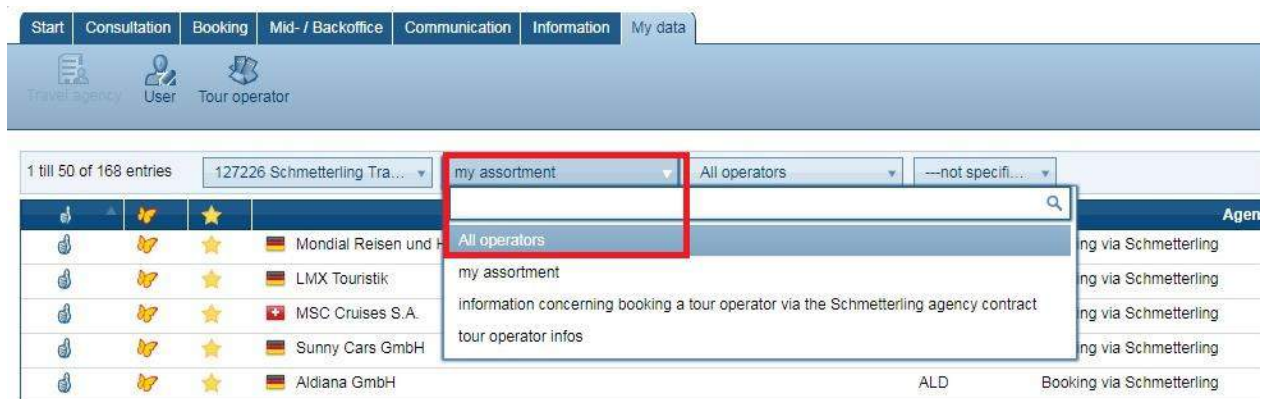 Start Consultation Booking Mid- / Backoffice Communication Information My data
Travel agency User Tour operator
1 till 50 of 168 entries 127226 Schmetterling Tra... my assortment All operators ---not specifi...
Agen
Mondial Reisen und H All operators ing via Schmetterling
LMX Touristik my assortment ing via Schmetterling
MSC Cruises S.A. information concerning booking a tour operator via the Schmetterling agency contract ing via Schmetterling
Sunny Cars GmbH tour operator infos ing via Schmetterling
Aldiana GmbH ALD Booking via Schmetterling